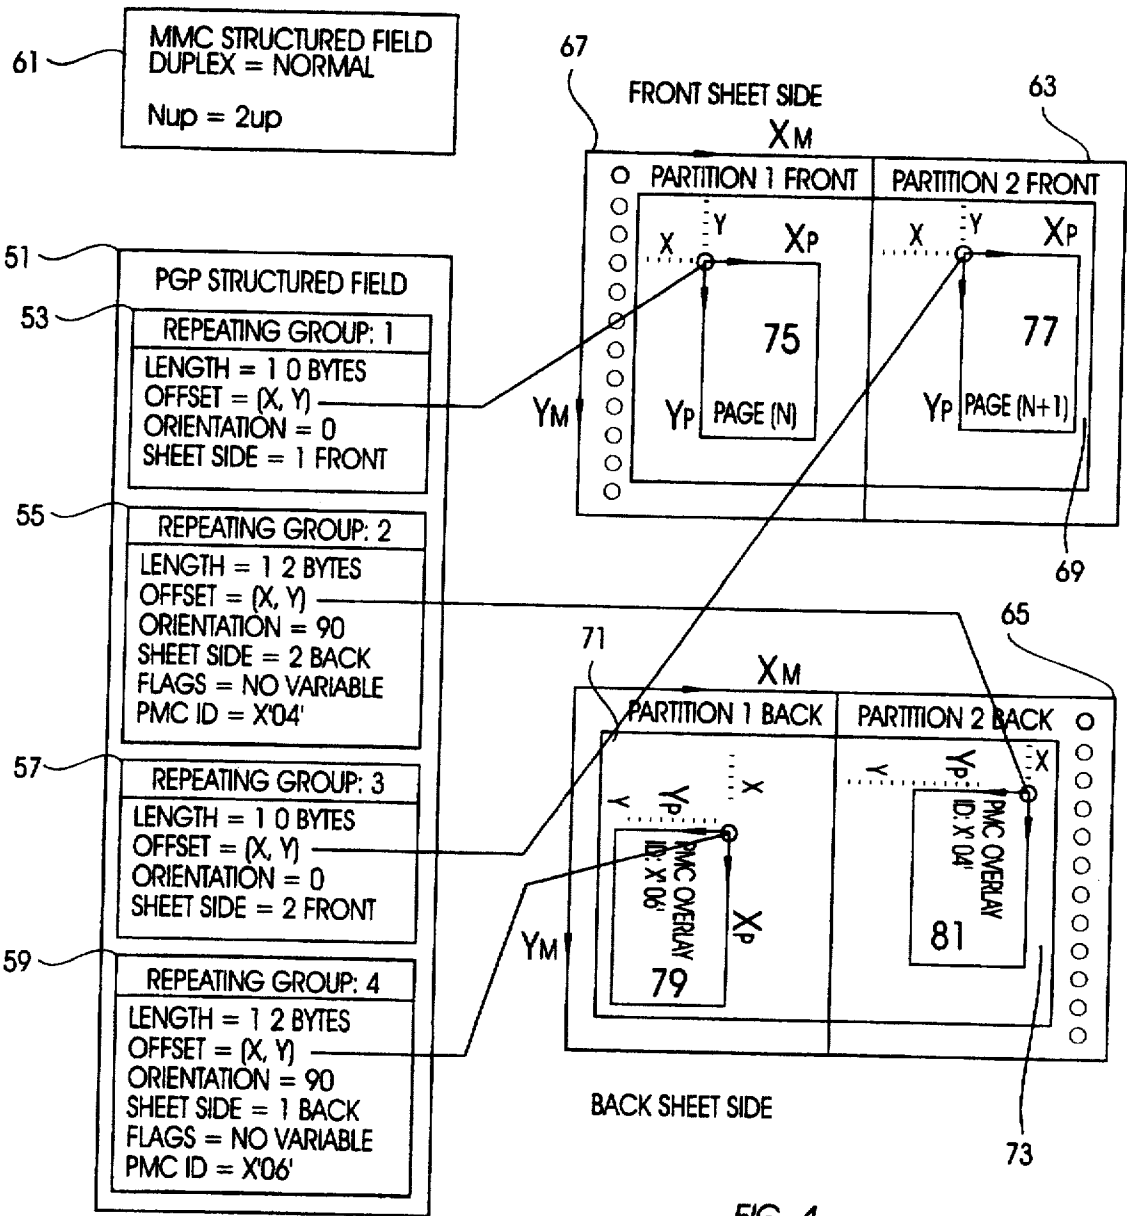 61
MMC STRUCTURED FIELD
DUPLEX = NORMAL
Nup = 2up
51
PGP STRUCTURED FIELD
53
REPEATING GROUP: 1
LENGTH = 1 0 BYTES
OFFSET = (X, Y)
ORIENTATION = 0
SHEET SIDE = 1 FRONT
55
REPEATING GROUP: 2
LENGTH = 1 2 BYTES
OFFSET = (X, Y)
ORIENTATION = 90
SHEET SIDE = 2 BACK
FLAGS = NO VARIABLE
PMC ID = X'04'
57
REPEATING GROUP: 3
LENGTH = 1 0 BYTES
OFFSET = (X, Y)
ORIENTATION = 0
SHEET SIDE = 2 FRONT
59
REPEATING GROUP: 4
LENGTH = 1 2 BYTES
OFFSET = (X, Y)
ORIENTATION = 90
SHEET SIDE = 1 BACK
FLAGS = NO VARIABLE
PMC ID = X'06'
67
FRONT SHEET SIDE
63
XM
PARTITION 1 FRONT
PARTITION 2 FRONT
Y
X
XP
Y
X
XP
75
77
YM
YP
PAGE (N)
YP
PAGE (N+1)
69
65
71
XM
PARTITION 1 BACK
PARTITION 2 BACK
X
Y
YP
PMC OVERLAY
ID: X'06'
XP
79
X
Y
YP
PMC OVERLAY
ID: X'04'
81
YM
BACK SHEET SIDE
73
FIG. 4